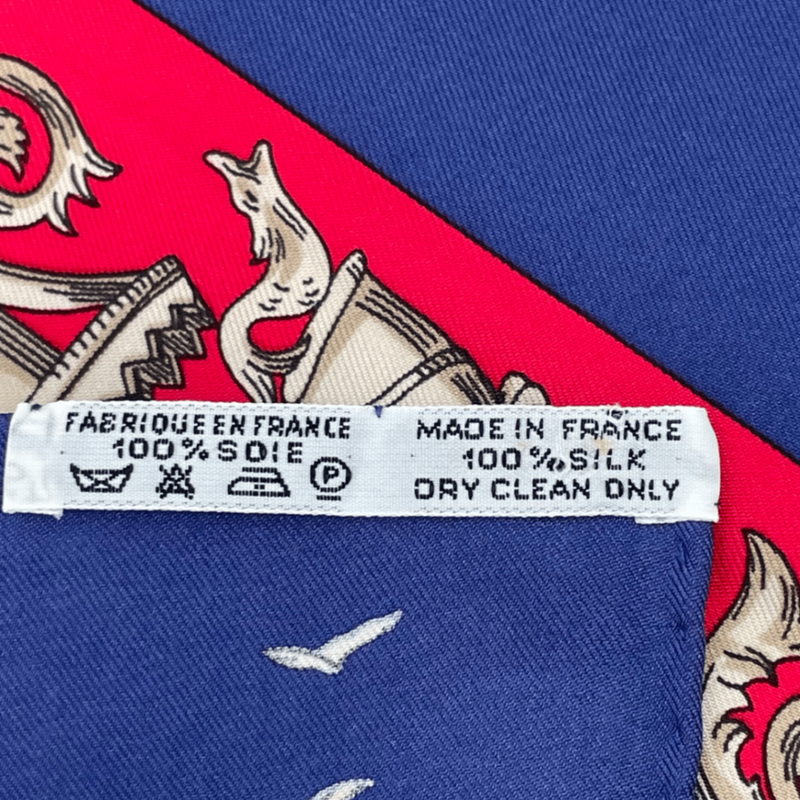 FABRIQUE EN FRANCE
100% SOIE
P
MADE IN FRANCE
100% SILK
DRY CLEAN ONLY